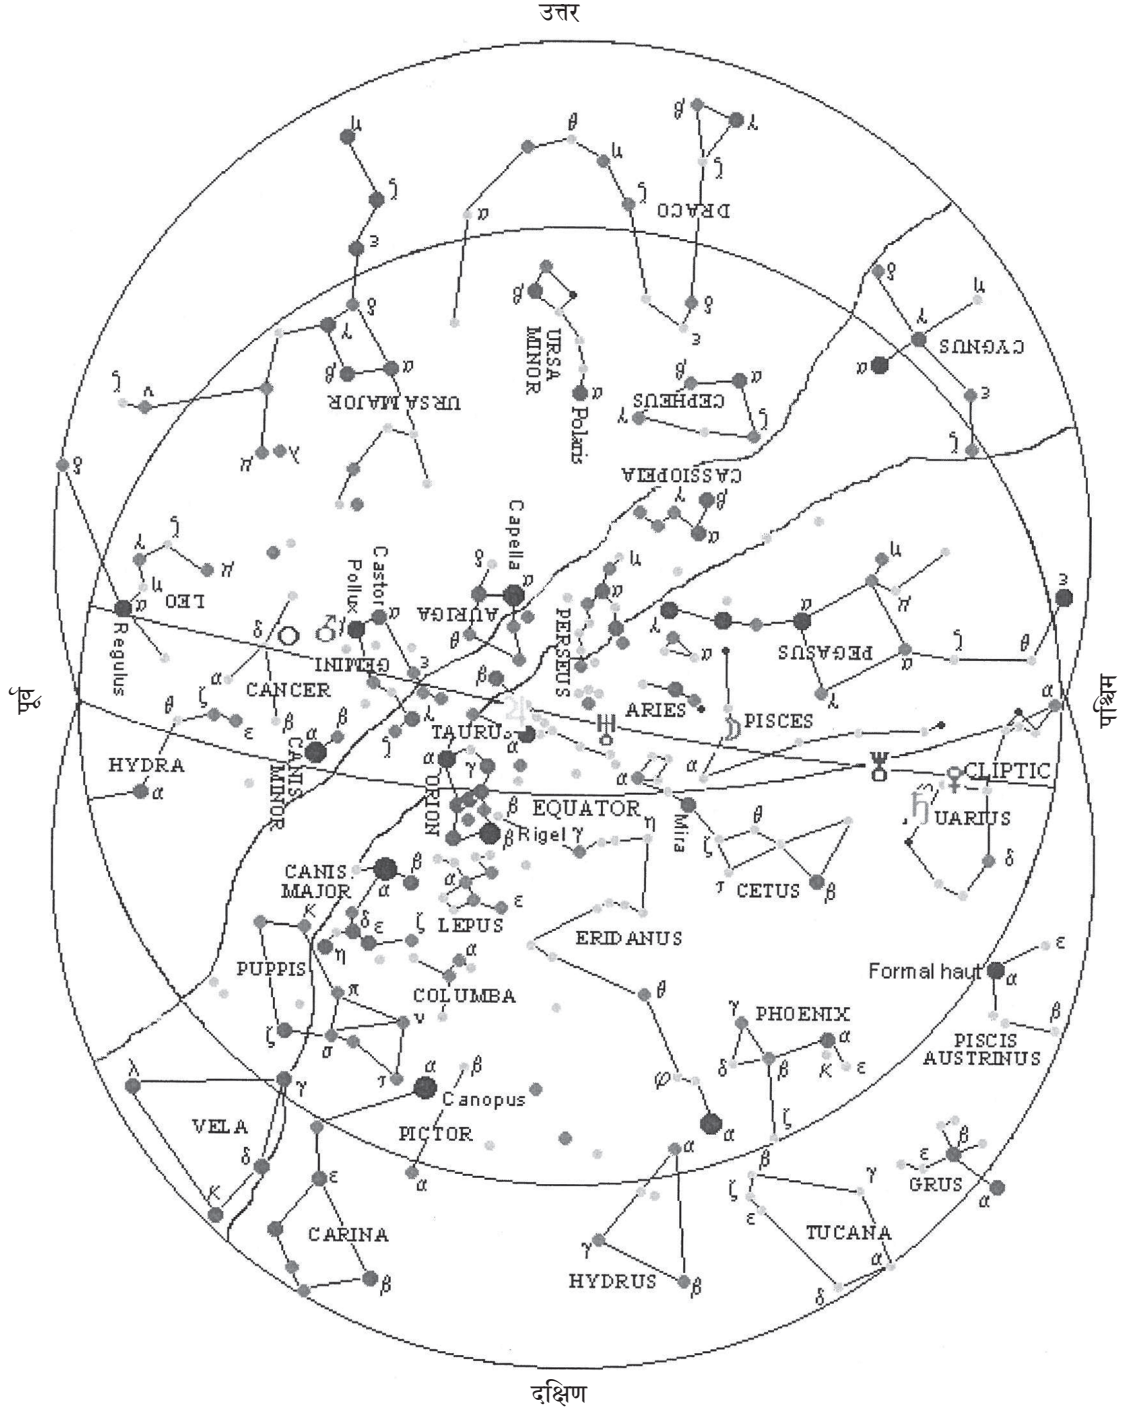 उत्तर
μ
θ
β
γ
η
ζ
ζ
ζ
α
DRACO
ε
δ
β
δ
δ
η
γ
γ
ε
URSA
MINOR
CYGNUS
α
β
α
β
α
ε
ζ
ν
URSA MAJOR
α
CEPHEUS
γ
Polaris
ζ
ζ
μ
λ
δ
CASSIOPEIA
γ
β
α
Capella
γ
ζ
μ
η
LEO
α
Castor
Pollux
α
δ
α
AURIGA
θ
η
α
PERSEUS
η
μ
ε
γ
α
PEGASUS
α
ζ
θ
Regulus
δ
GEMINI
ε
β
α
γ
α
CANCER
पूर्व
θ
ζ
ε
β
β
α
γ
ζ
TAURUS
α
ARIES
PISCES
α
पश्चिम
HYDRA
α
CANIS
MINOR
α
ORION
γ
α
α
CLIPTIC
EQUATOR
β
β
Rigel
γ
η
Mira
ζ
θ
UARIUS
δ
CANIS
MAJOR
α
β
α
τ
CETUS
β
κ
δ
ε
ζ
LEPUS
ε
η
ERIDANUS
α
ε
PUPPIS
Formal haut
α
π
COLUMBA
θ
γ
PHOENIX
ν
ζ
σ
α
β
PISCIS
AUSTRINUS
δ
β
κ
ε
λ
γ
τ
α
β
φ
Canopus
VELA
PICTOR
α
ζ
α
β
δ
ε
α
β
γ
ε
GRUS
κ
ζ
ε
α
CARINA
γ
TUCANA
α
HYDRUS
β
β
δ
दक्षिण